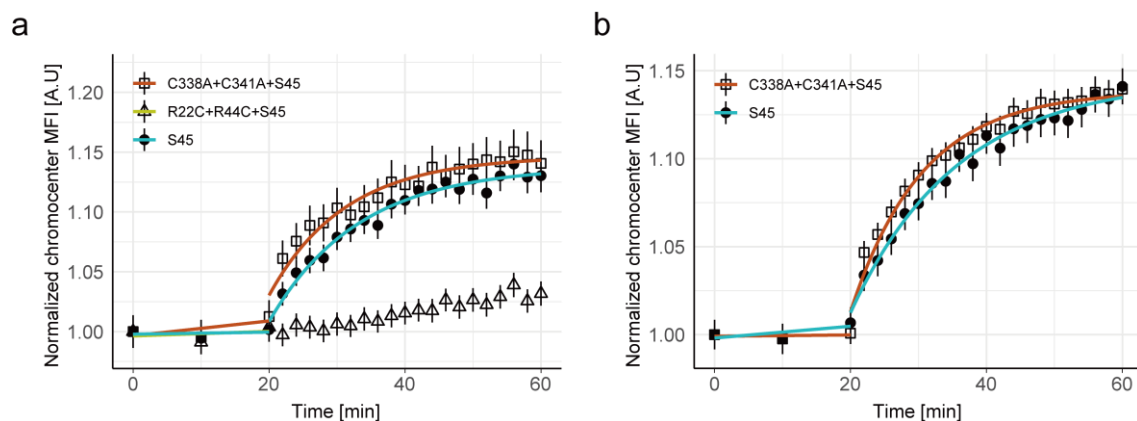 a
Normalized chromocenter MFI [A.U]
1.20
1.15
1.10
1.05
1.00
C338A+C341A+S45
R22C+R44C+S45
S45
0
20
40
60
Time [min]
b
Normalized chromocenter MFI [A.U]
1.15
1.10
1.05
1.00
C338A+C341A+S45
S45
0
20
40
60
Time [min]